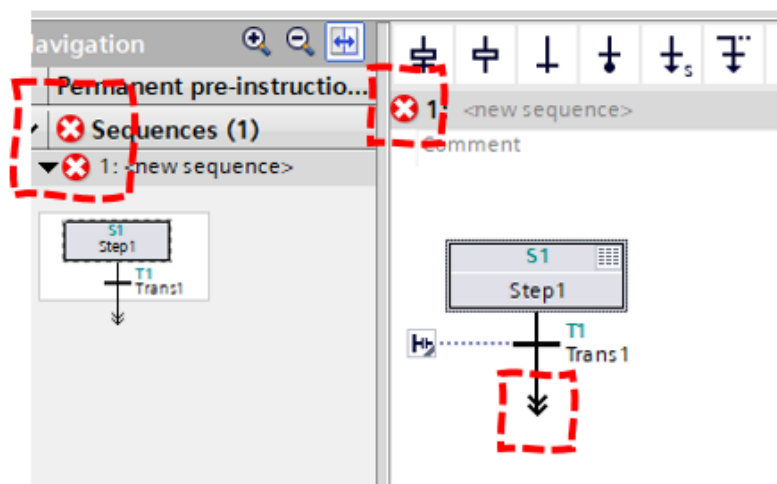 Navigation
Permanent pre-instructio...
Sequences (1)
1: <new sequence>
S1
Step1
T1
Trans1
S
1: <new sequence>
Comment
S1
Step1
T1
Trans1